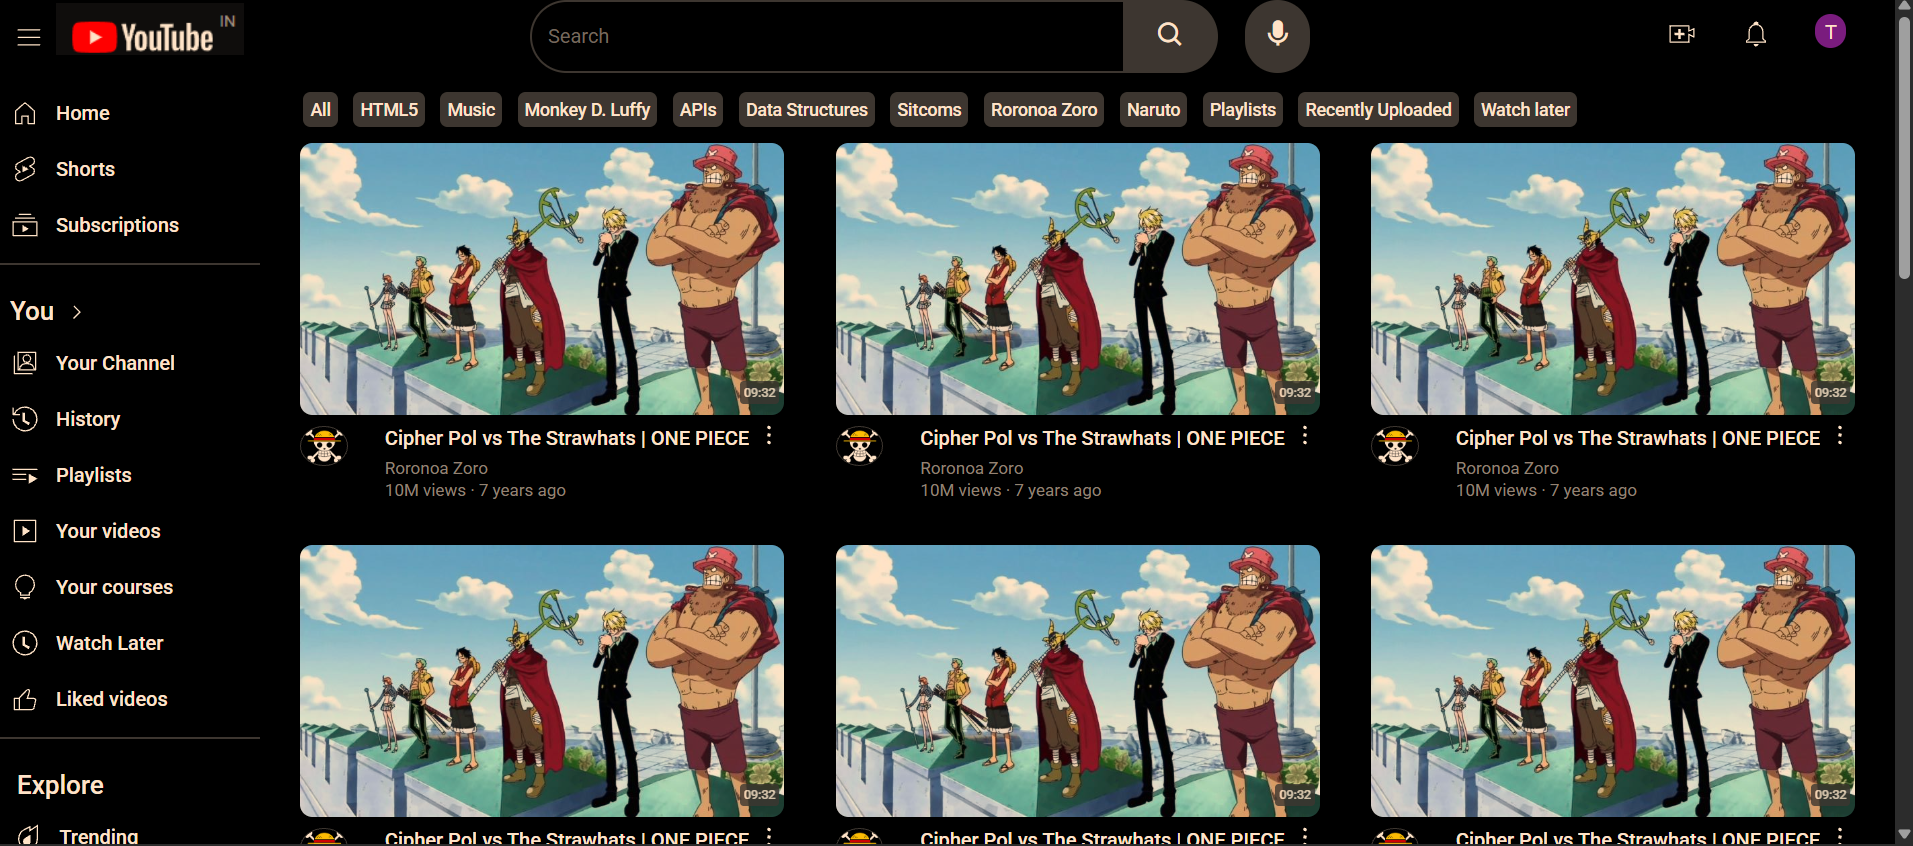 YouTube IN
Search
T
Home
Shorts
Subscriptions
You
Your Channel
History
Playlists
Your videos
Your courses
Watch Later
Liked videos
Explore
Trending
All HTML5 Music Monkey D. Luffy APIs Data Structures Sitcoms Roronoa Zoro Naruto Playlists Recently Uploaded Watch later
09:32
Cipher Pol vs The Strawhats | ONE PIECE
Roronoa Zoro
10M views · 7 years ago
09:32
Cipher Pol vs The Strawhats | ONE PIECE
Roronoa Zoro
10M views · 7 years ago
09:32
Cipher Pol vs The Strawhats | ONE PIECE
Roronoa Zoro
10M views · 7 years ago
09:32
Cipher Pol vs The Strawhats | ONE PIECE
09:32
Cipher Pol vs The Strawhats | ONE PIECE
09:32
Cipher Pol vs The Strawhats | ONE PIECE